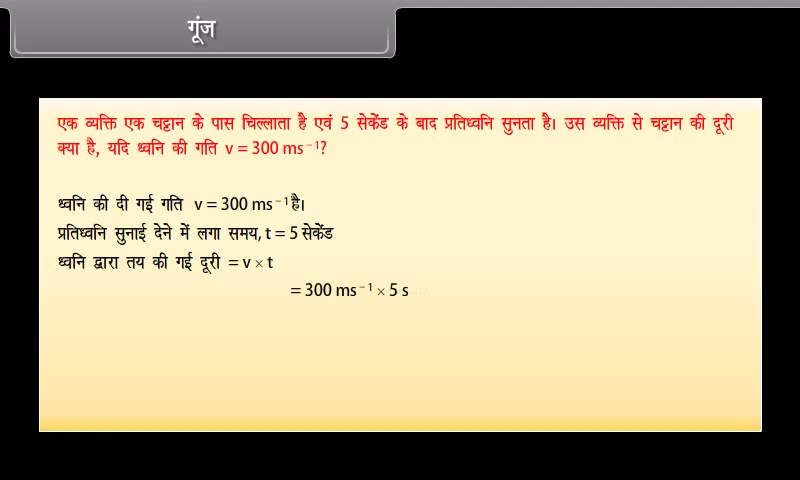 गूंज
एक व्यक्ति एक चट्टान के पास चिल्लाता है एवं 5 सेकेंड के बाद प्रतिध्वनि सुनता है। उस व्यक्ति से चट्टान की दूरी
क्या है, यदि ध्वनि की गति v = 300 ms⁻¹?
ध्वनि की दी गई गति v = 300 ms⁻¹ है।
प्रतिध्वनि सुनाई देने में लगा समय, t = 5 सेकेंड
ध्वनि द्वारा तय की गई दूरी = v × t
= 300 ms⁻¹ × 5 s